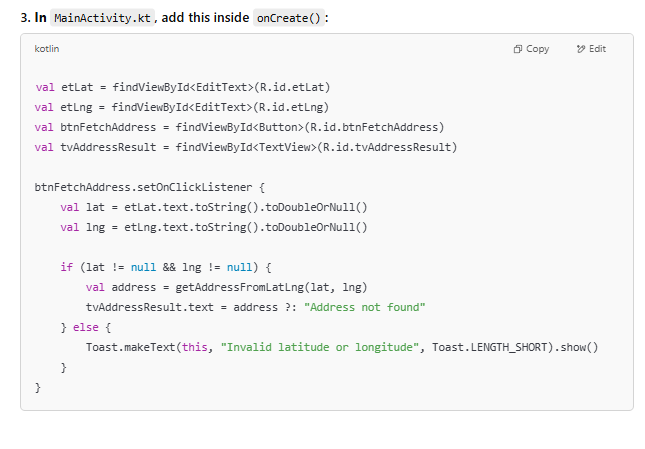 3. In MainActivity.kt, add this inside onCreate():
kotlin
Copy
Edit
val etLat = findViewById<EditText>(R.id.etLat)
val etLng = findViewById<EditText>(R.id.etLng)
val btnFetchAddress = findViewById<Button>(R.id.btnFetchAddress)
val tvAddressResult = findViewById<TextView>(R.id.tvAddressResult)

btnFetchAddress.setOnClickListener {
    val lat = etLat.text.toString().toDoubleOrNull()
    val lng = etLng.text.toString().toDoubleOrNull()

    if (lat != null && lng != null) {
        val address = getAddressFromLatLng(lat, lng)
        tvAddressResult.text = address ?: "Address not found"
    } else {
        Toast.makeText(this, "Invalid latitude or longitude", Toast.LENGTH_SHORT).show()
    }
}